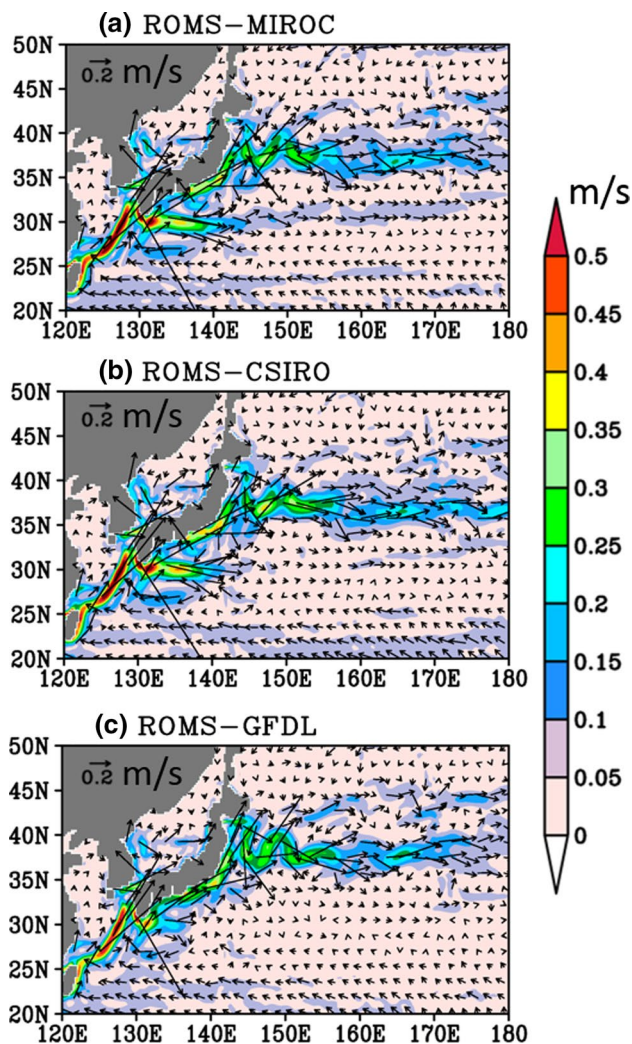 (a) ROMS-MIROC
50N
0.2 m/s
45N
40N
35N
30N
25N
20N
120E 130E 140E 150E 160E 170E 180
(b) ROMS-CSIRO
50N
0.2 m/s
45N
40N
35N
30N
25N
20N
120E 130E 140E 150E 160E 170E 180
(c) ROMS-GFDL
50N
0.2 m/s
45N
40N
35N
30N
25N
20N
120E 130E 140E 150E 160E 170E 180
m/s
0.5
0.45
0.4
0.35
0.3
0.25
0.2
0.15
0.1
0.05
0